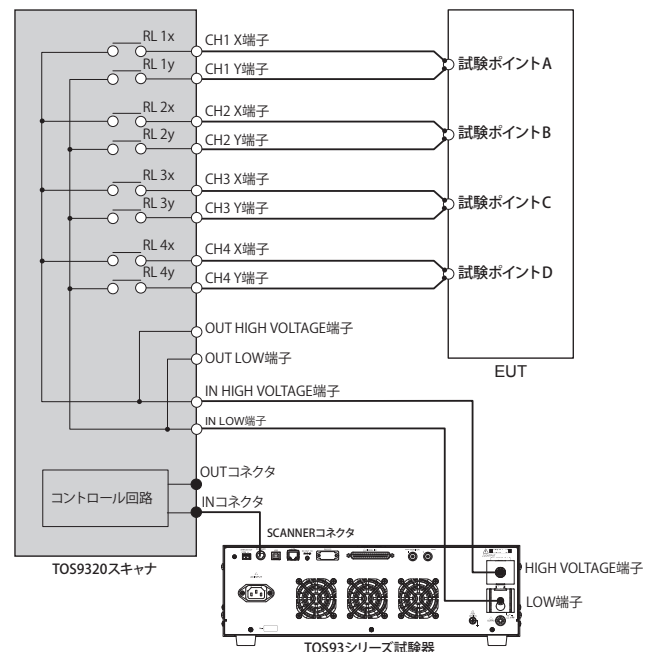 RL 1x
CH1 X端子
RL 1y
CH1 Y端子
試験ポイントA
RL 2x
CH2 X端子
RL 2y
CH2 Y端子
試験ポイントB
RL 3x
CH3 X端子
RL 3y
CH3 Y端子
試験ポイントC
RL 4x
CH4 X端子
RL 4y
CH4 Y端子
試験ポイントD
OUT HIGH VOLTAGE端子
OUT LOW端子
EUT
IN HIGH VOLTAGE端子
IN LOW端子
OUTコネクタ
コントロール回路
INコネクタ
SCANNERコネクタ
TOS9320スキャナ
HIGH VOLTAGE端子
LOW端子
TOS93シリーズ試験器